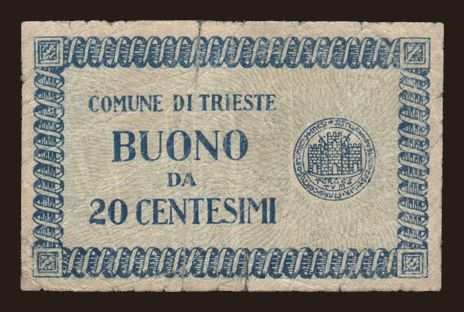 COMUNE DI TRIESTE
BUONO
DA
20 CENTESIMI